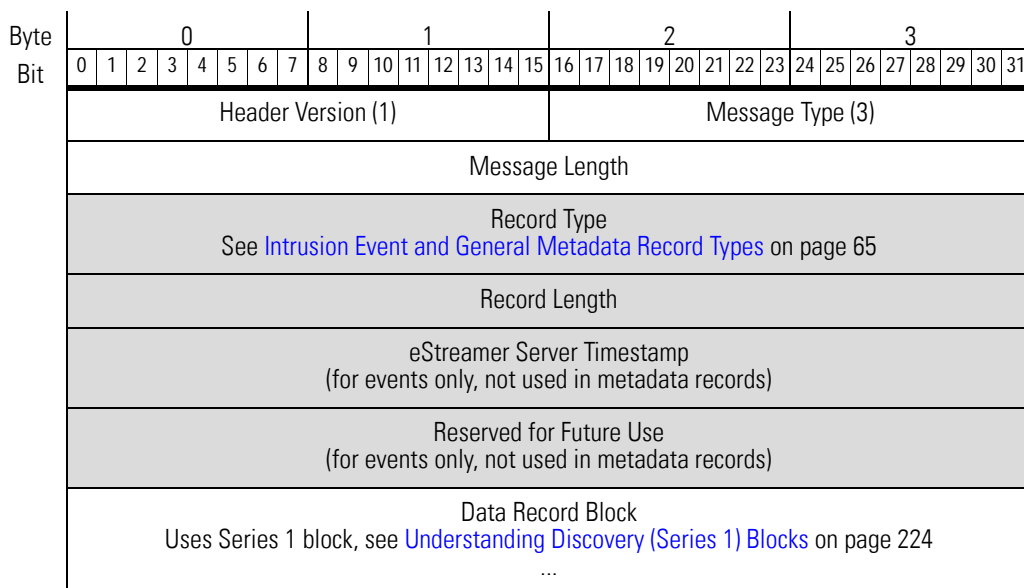 Byte 0 1 2 3
Bit 0 1 2 3 4 5 6 7 8 9 10 11 12 13 14 15 16 17 18 19 20 21 22 23 24 25 26 27 28 29 30 31
Header Version (1) Message Type (3)
Message Length
Record Type
See Intrusion Event and General Metadata Record Types on page 65
Record Length
eStreamer Server Timestamp
(for events only, not used in metadata records)
Reserved for Future Use
(for events only, not used in metadata records)
Data Record Block
Uses Series 1 block, see Understanding Discovery (Series 1) Blocks on page 224
...